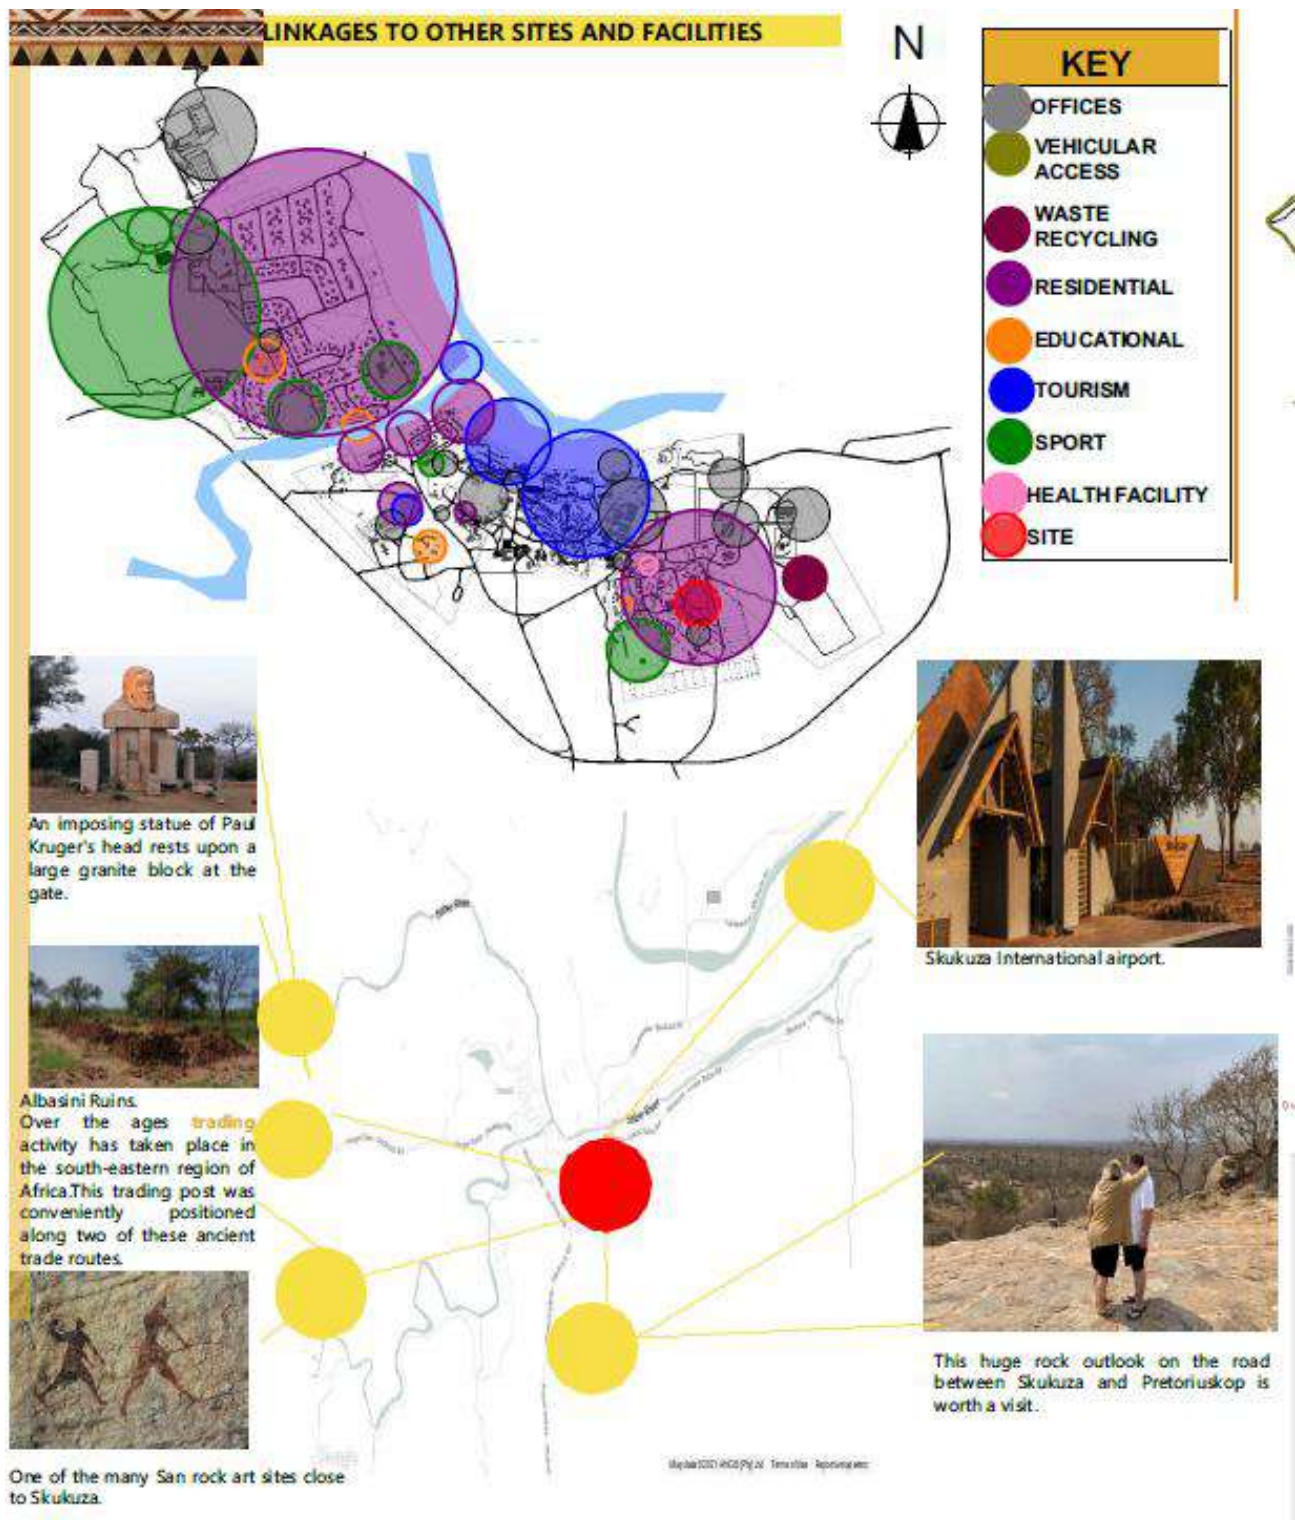 LINKAGES TO OTHER SITES AND FACILITIES
N
KEY
OFFICES
VEHICULAR
ACCESS
WASTE
RECYCLING
RESIDENTIAL
EDUCATIONAL
TOURISM
SPORT
HEALTH FACILITY
SITE
An imposing statue of Paul
Kruger's head rests upon a
large granite block at the
gate.
Skukuza International airport.
Albasini Ruins.
Over the ages trading
activity has taken place in
the south-eastern region of
Africa.This trading post was
conveniently positioned
along two of these ancient
trade routes.
This huge rock outlook on the road
between Skukuza and Pretoriuskop is
worth a visit.
One of the many San rock art sites close
to Skukuza.